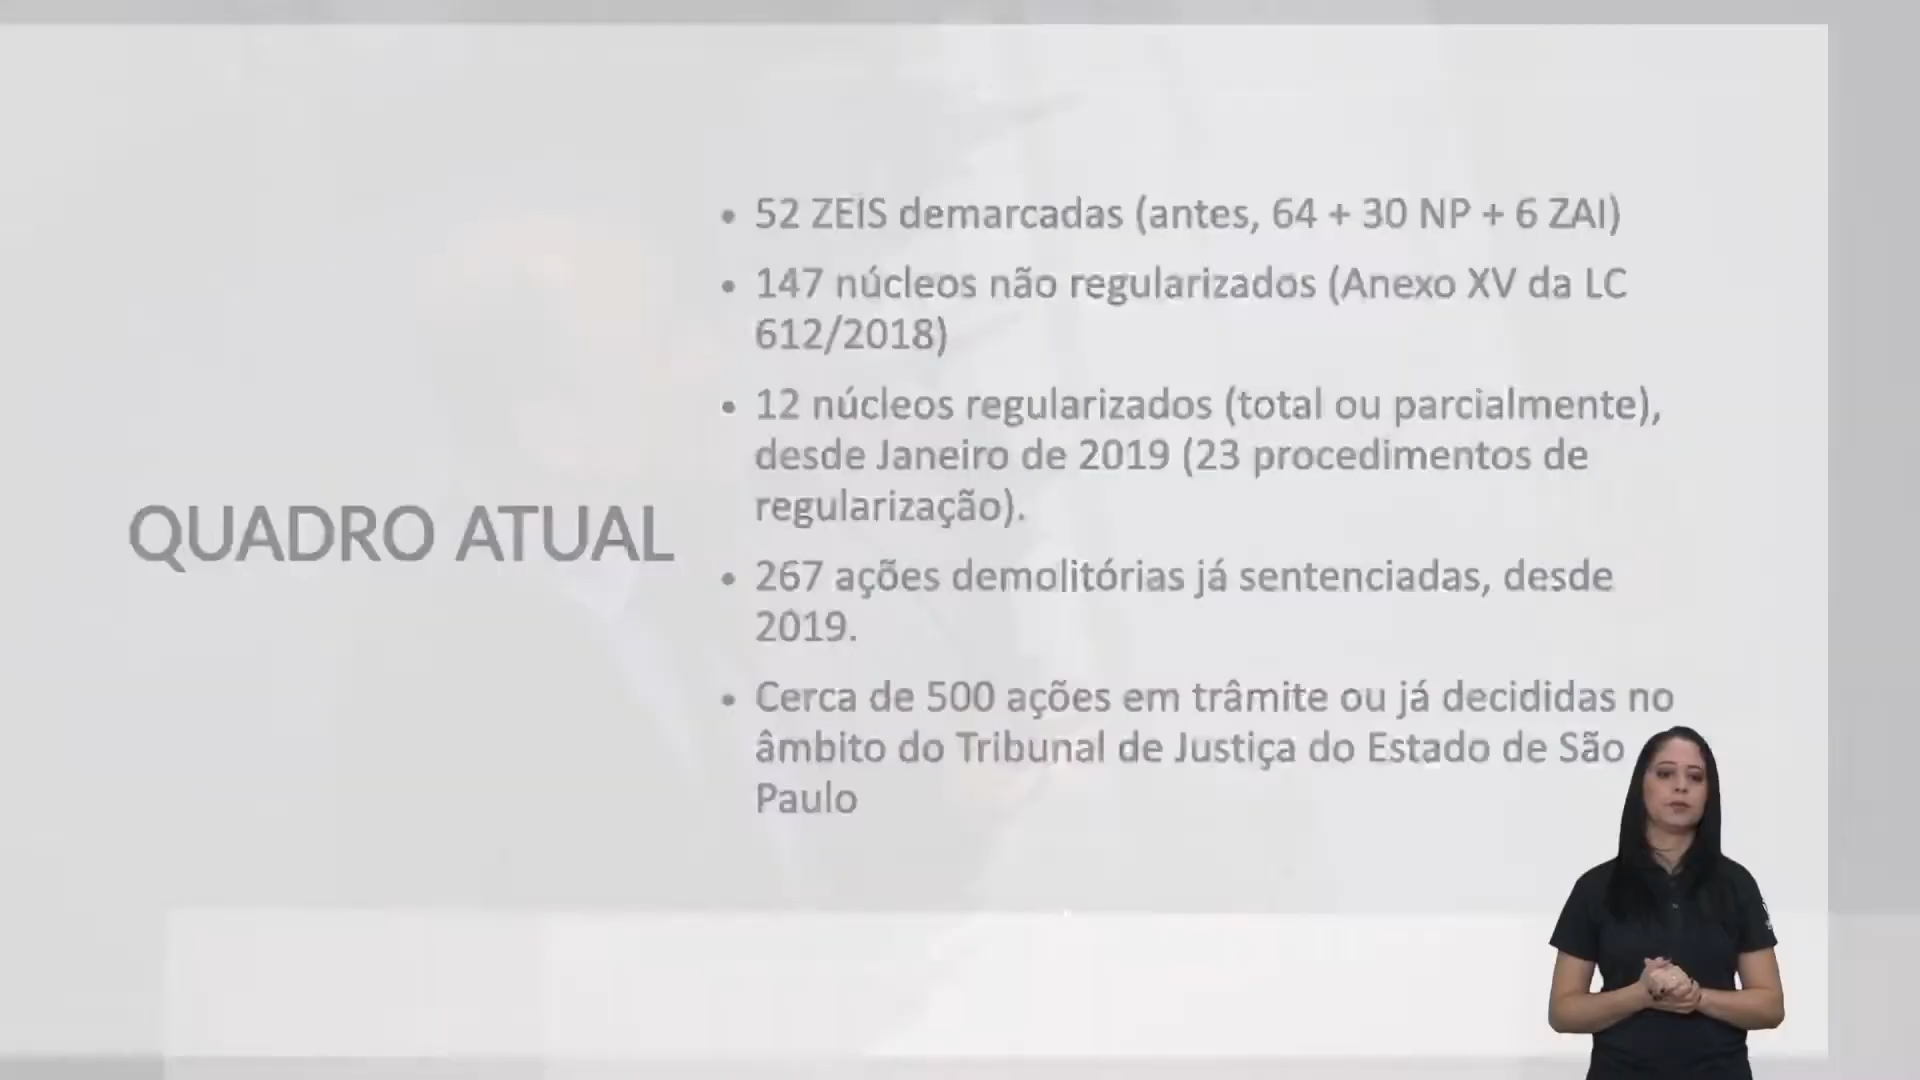 QUADRO ATUAL
• 52 ZEIS demarcadas (antes, 64 + 30 NP + 6 ZAI)
• 147 núcleos não regularizados (Anexo XV da LC
612/2018)
• 12 núcleos regularizados (total ou parcialmente),
desde Janeiro de 2019 (23 procedimentos de
regularização).
• 267 ações demolitórias já sentenciadas, desde
2019.
• Cerca de 500 ações em trâmite ou já decididas no
âmbito do Tribunal de Justiça do Estado de São
Paulo